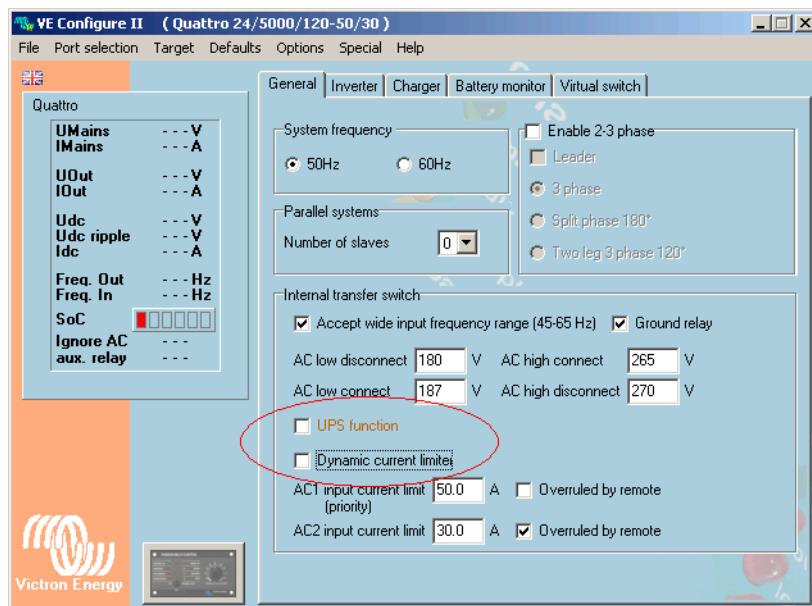 VE Configure II ( Quattro 24/5000/120-50/30 )
File Port selection Target Defaults Options Special Help
General Inverter Charger Battery monitor Virtual switch
Quattro
UMains - - - V
IMains - - - A
UOut - - - V
IOut - - - A
Udc - - - V
Udc ripple - - - V
Idc - - - A
Freq. Out - - - Hz
Freq. In - - - Hz
SoC
Ignore AC - - -
aux. relay - - -
System frequency
50Hz 60Hz
Parallel systems
Number of slaves 0
Enable 2-3 phase
Leader
3 phase
Split phase 180°
Two leg 3 phase 120°
Internal transfer switch
Accept wide input frequency range (45-65 Hz) Ground relay
AC low disconnect 180 V AC high connect 265 V
AC low connect 187 V AC high disconnect 270 V
UPS function
Dynamic current limiter
AC1 input current limit 50.0 A Overruled by remote
(priority)
AC2 input current limit 30.0 A Overruled by remote
Victron Energy